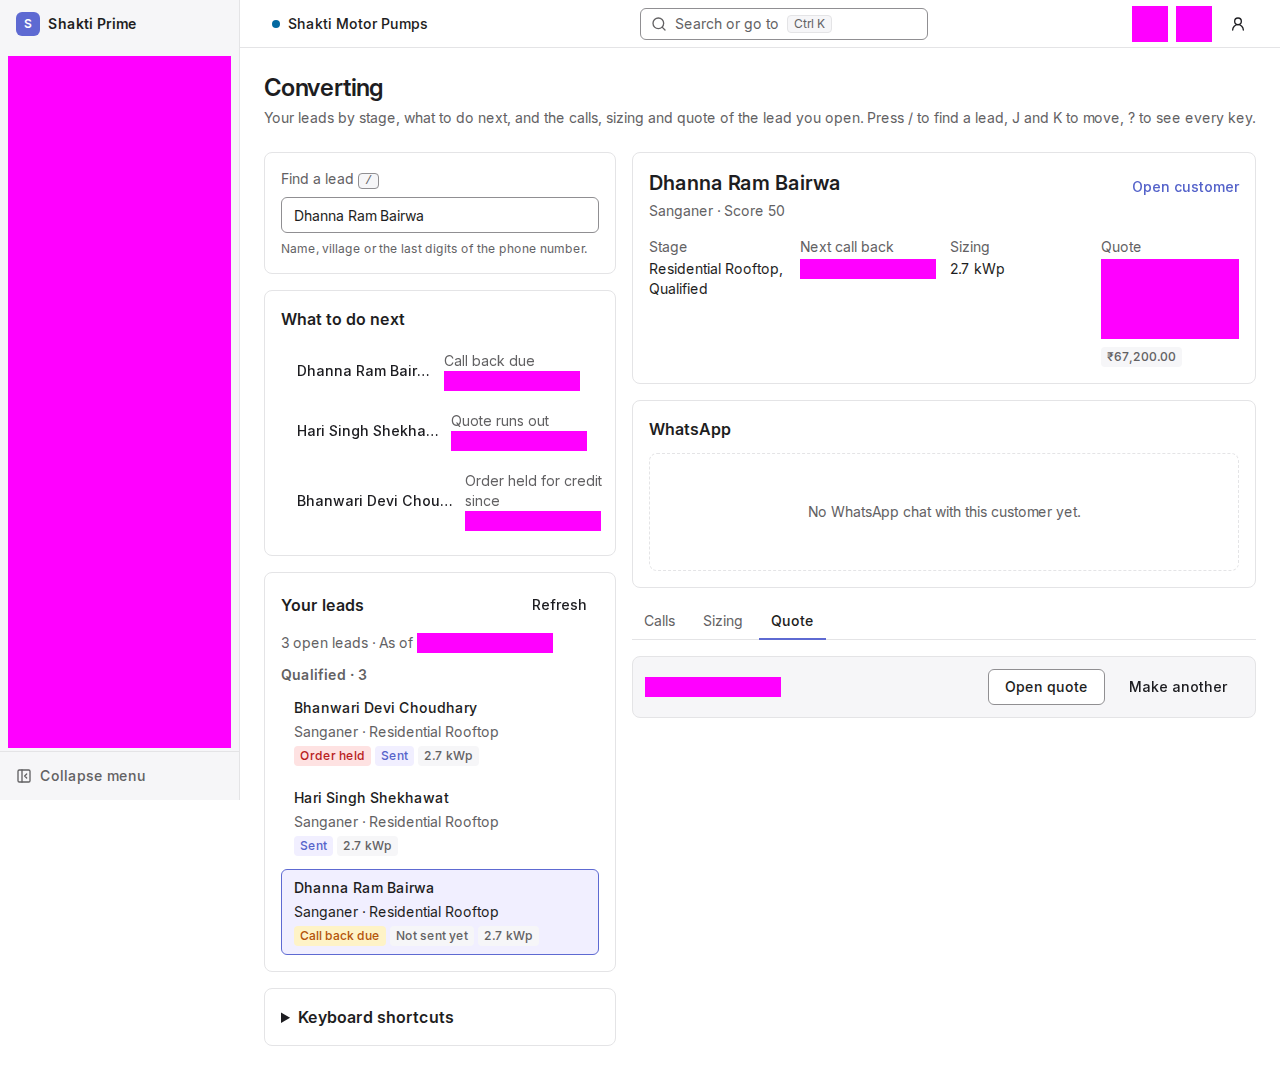 S Shakti Prime
Shakti Motor Pumps
Search or go to Ctrl K
Converting
Your leads by stage, what to do next, and the calls, sizing and quote of the lead you open. Press / to find a lead, J and K to move, ? to see every key.
Find a lead /
Dhanna Ram Bairwa
Name, village or the last digits of the phone number.
What to do next
Dhanna Ram Bair…
Call back due
Hari Singh Shekha…
Quote runs out
Bhanwari Devi Chou…
Order held for credit
since
Your leads
Refresh
3 open leads · As of
Qualified · 3
Bhanwari Devi Choudhary
Sanganer · Residential Rooftop
Order held Sent 2.7 kWp
Hari Singh Shekhawat
Sanganer · Residential Rooftop
Sent 2.7 kWp
Dhanna Ram Bairwa
Sanganer · Residential Rooftop
Call back due Not sent yet 2.7 kWp
Keyboard shortcuts
Dhanna Ram Bairwa
Open customer
Sanganer · Score 50
Stage
Residential Rooftop,
Qualified
Next call back
Sizing
2.7 kWp
Quote
₹67,200.00
WhatsApp
No WhatsApp chat with this customer yet.
Calls Sizing Quote
Open quote Make another
Collapse menu